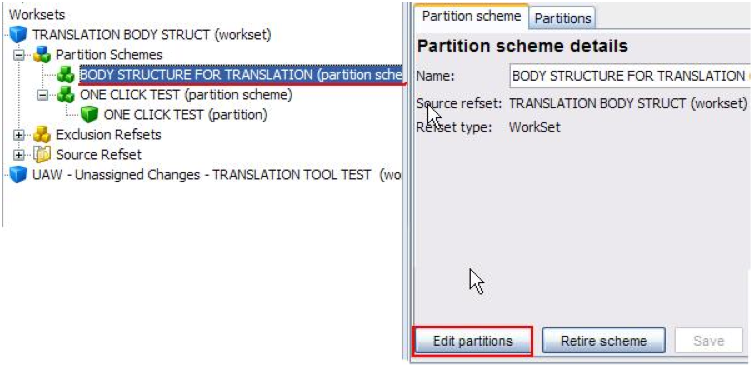 Worksets
TRANSLATION BODY STRUCT (workset)
Partition Schemes
BODY STRUCTURE FOR TRANSLATION (partition sche
ONE CLICK TEST (partition scheme)
ONE CLICK TEST (partition)
Exclusion Refsets
Source Refset
UAW - Unassigned Changes - TRANSLATION TOOL TEST (wo
Partition scheme Partitions
Partition scheme details
Name: BODY STRUCTURE FOR TRANSLATION
Source refset: TRANSLATION BODY STRUCT (workset)
Refset type: WorkSet
Edit partitions Retire scheme Save